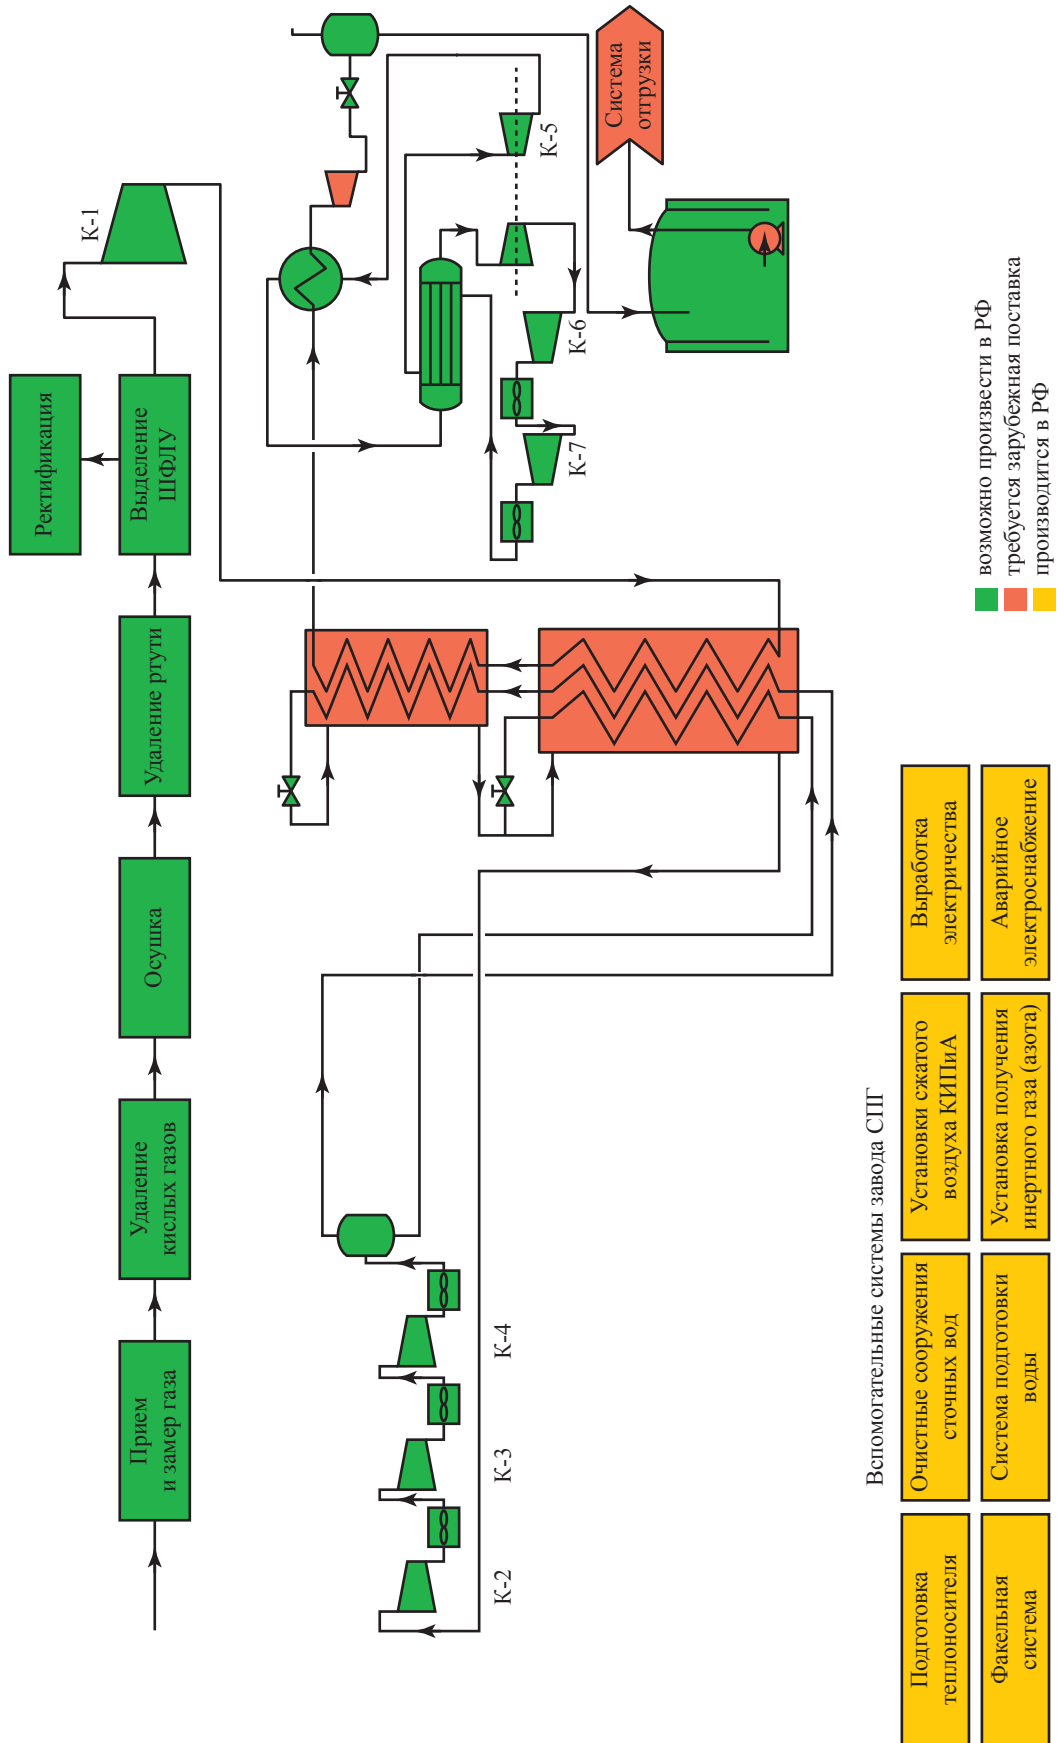 Прием
и замер газа
Удаление
кислых газов
Осушка
Удаление ртути
Выделение
ШФЛУ
Ректификация
К-1
К-2
К-3
К-4
К-5
К-6
К-7
Система
отгрузки
Вспомогательные системы завода СПГ
Подготовка
теплоносителя
Очистные сооружения
сточных вод
Установки сжатого
воздуха КИПиА
Выработка
электричества
Факельная
система
Система подготовки
воды
Установка получения
инертного газа (азота)
Аварийное
электроснабжение
возможно произвести в РФ
требуется зарубежная поставка
производится в РФ